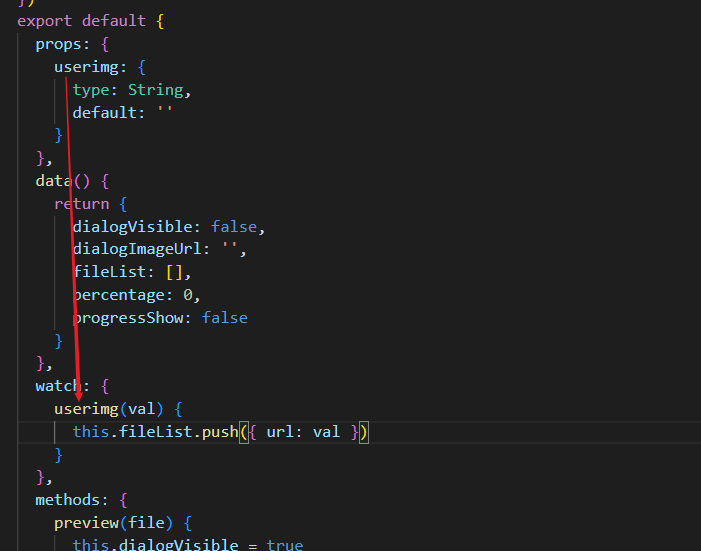 })
export default {
props: {
userimg: {
type: String,
default: ''
}
},
data() {
return {
dialogVisible: false,
dialogImageUrl: '',
fileList: [],
percentage: 0,
progressShow: false
}
},
watch: {
userimg(val) {
this.fileList.push({ url: val })
}
},
methods: {
preview(file) {
this.dialogVisible = true